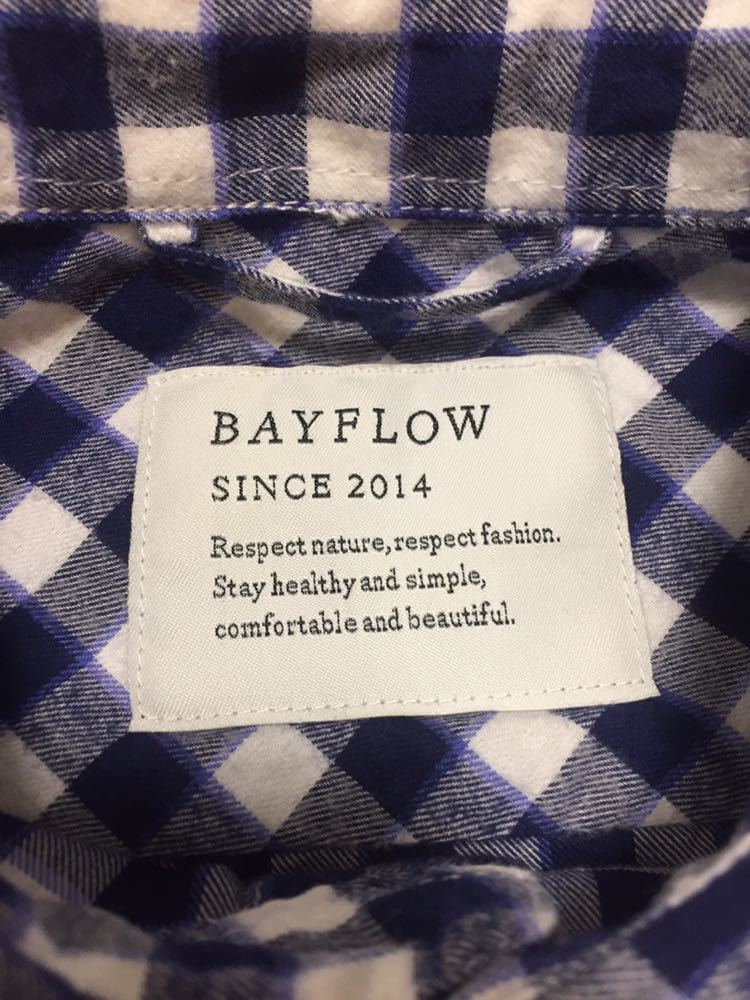 BAYFLOW
SINCE 2014
Respect nature, respect fashion.
Stay healthy and simple,
comfortable and beautiful.